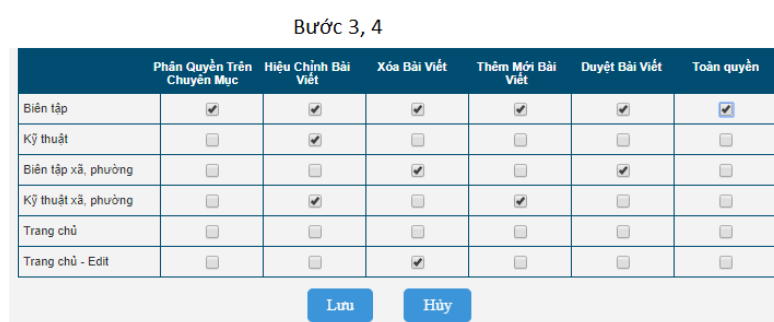 Bước 3, 4
Phân Quyền Trên Chuyên Mục Hiệu Chỉnh Bài Viết Xóa Bài Viết Thêm Mới Bài Viết Duyệt Bài Viết Toàn quyền
Biên tập
Kỹ thuật
Biên tập xã, phường
Kỹ thuật xã, phường
Trang chủ
Trang chủ - Edit
Lưu Hủy